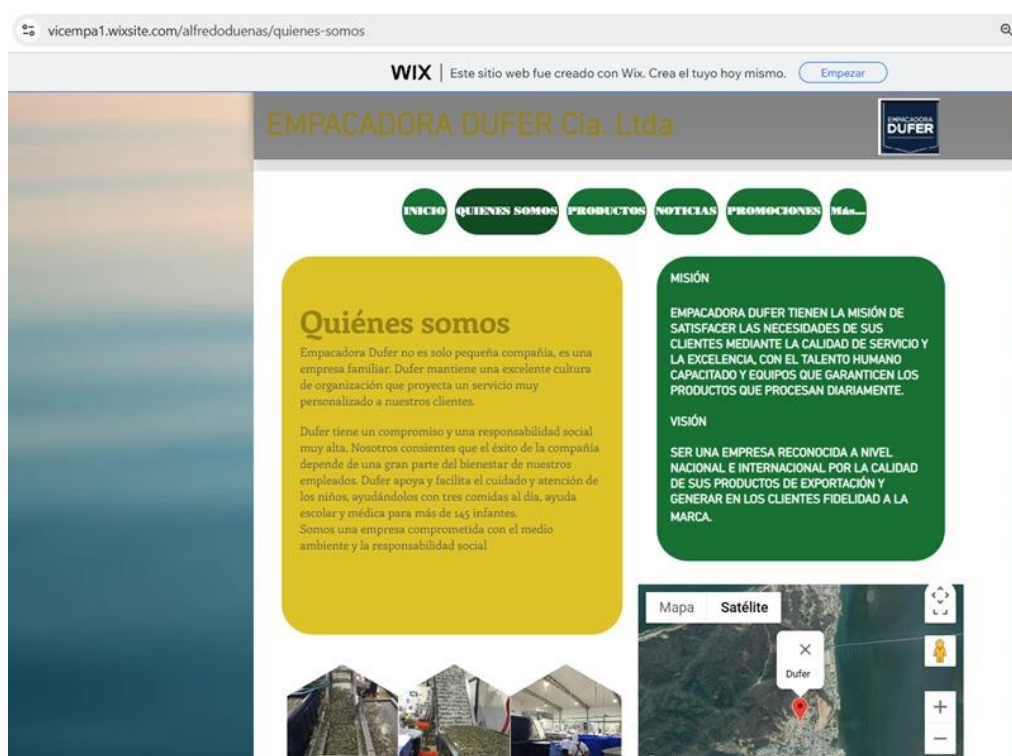 vicempa1.wixsite.com/alfredoduenas/quienes-somos
WIX | Este sitio web fue creado con Wix. Crea el tuyo hoy mismo. Empezar
EMPACADORA DUFER Cia. Ltda
EMPACADORA
DUFER
INICIO QUIENES SOMOS PRODUCTOS NOTICIAS PROMOCIONES Más...
Quiénes somos
Empacadora Dufer no es solo pequeña compañía, es una
empresa familiar. Dufer mantiene una excelente cultura
de organización que proyecta un servicio muy
personalizado a nuestros clientes.
Dufer tiene un compromiso y una responsabilidad social
muy alta. Nosotros consientes que el éxito de la compañía
depende de una gran parte del bienestar de nuestros
empleados. Dufer apoya y facilita el cuidado y atención de
los niños, ayudándolos con tres comidas al día, ayuda
escolar y médica para más de 145 infantes.
Somos una empresa comprometida con el medio
ambiente y la responsabilidad social
MISIÓN
EMPACADORA DUFER TIENEN LA MISIÓN DE
SATISFACER LAS NECESIDADES DE SUS
CLIENTES MEDIANTE LA CALIDAD DE SERVICIO Y
LA EXCELENCIA, CON EL TALENTO HUMANO
CAPACITADO Y EQUIPOS QUE GARANTICEN LOS
PRODUCTOS QUE PROCESAN DIARIAMENTE.
VISIÓN
SER UNA EMPRESA RECONOCIDA A NIVEL
NACIONAL E INTERNACIONAL POR LA CALIDAD
DE SUS PRODUCTOS DE EXPORTACIÓN Y
GENERAR EN LOS CLIENTES FIDELIDAD A LA
MARCA.
Mapa Satélite
Dufer